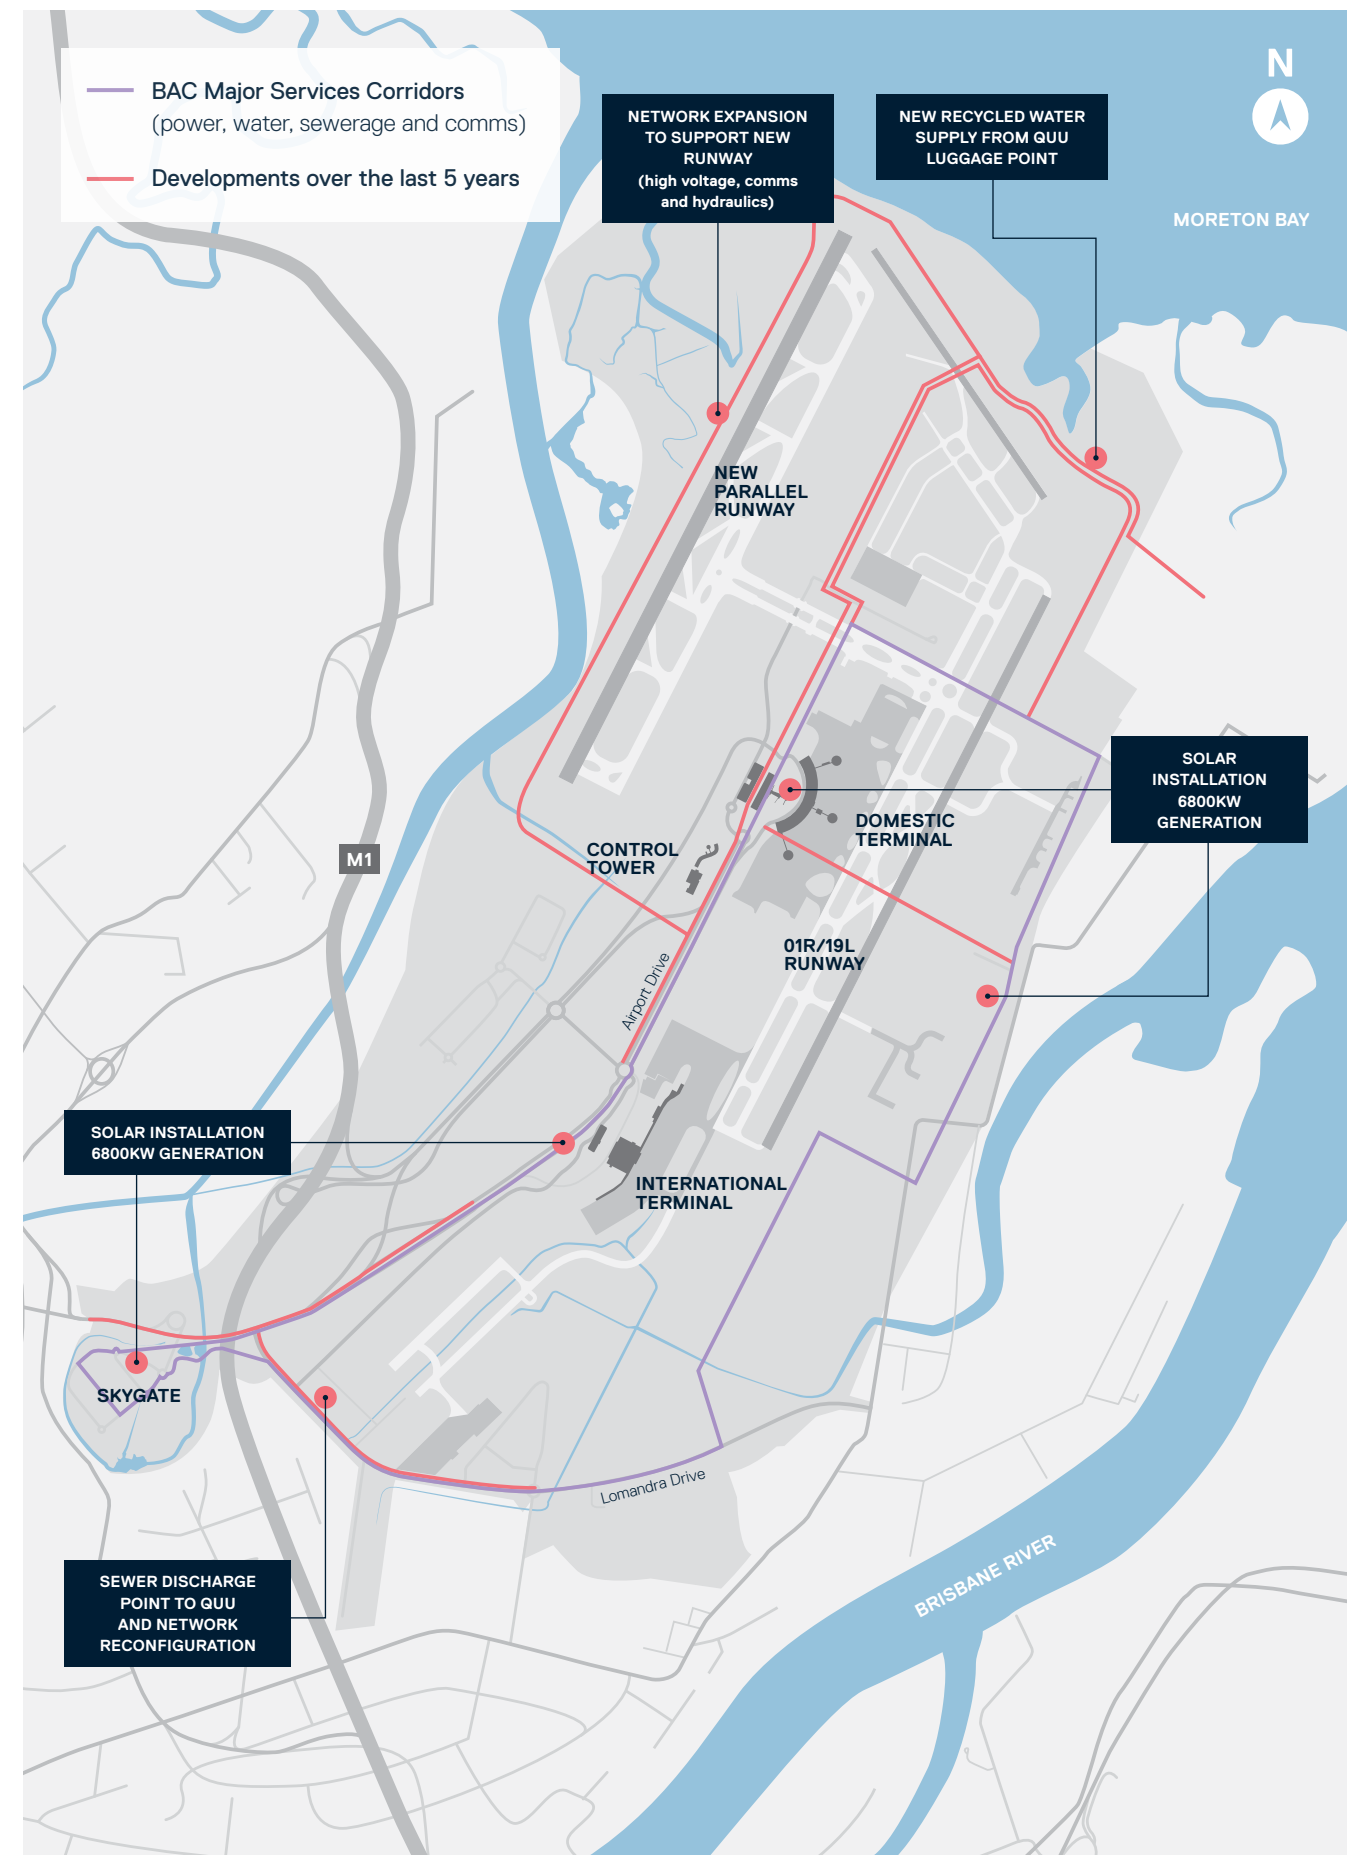 BAC Major Services Corridors
(power, water, sewerage and comms)
Developments over the last 5 years
NETWORK EXPANSION
TO SUPPORT NEW
RUNWAY
(high voltage, comms
and hydraulics)
NEW RECYCLED WATER
SUPPLY FROM QUU
LUGGAGE POINT
N
MORETON BAY
NEW
PARALLEL
RUNWAY
SOLAR
INSTALLATION
6800KW
GENERATION
DOMESTIC
TERMINAL
CONTROL
TOWER
M1
01R/19L
RUNWAY
Airport Drive
SOLAR INSTALLATION
6800KW GENERATION
INTERNATIONAL
TERMINAL
SKYGATE
Lomandra Drive
BRISBANE RIVER
SEWER DISCHARGE
POINT TO QUU
AND NETWORK
RECONFIGURATION